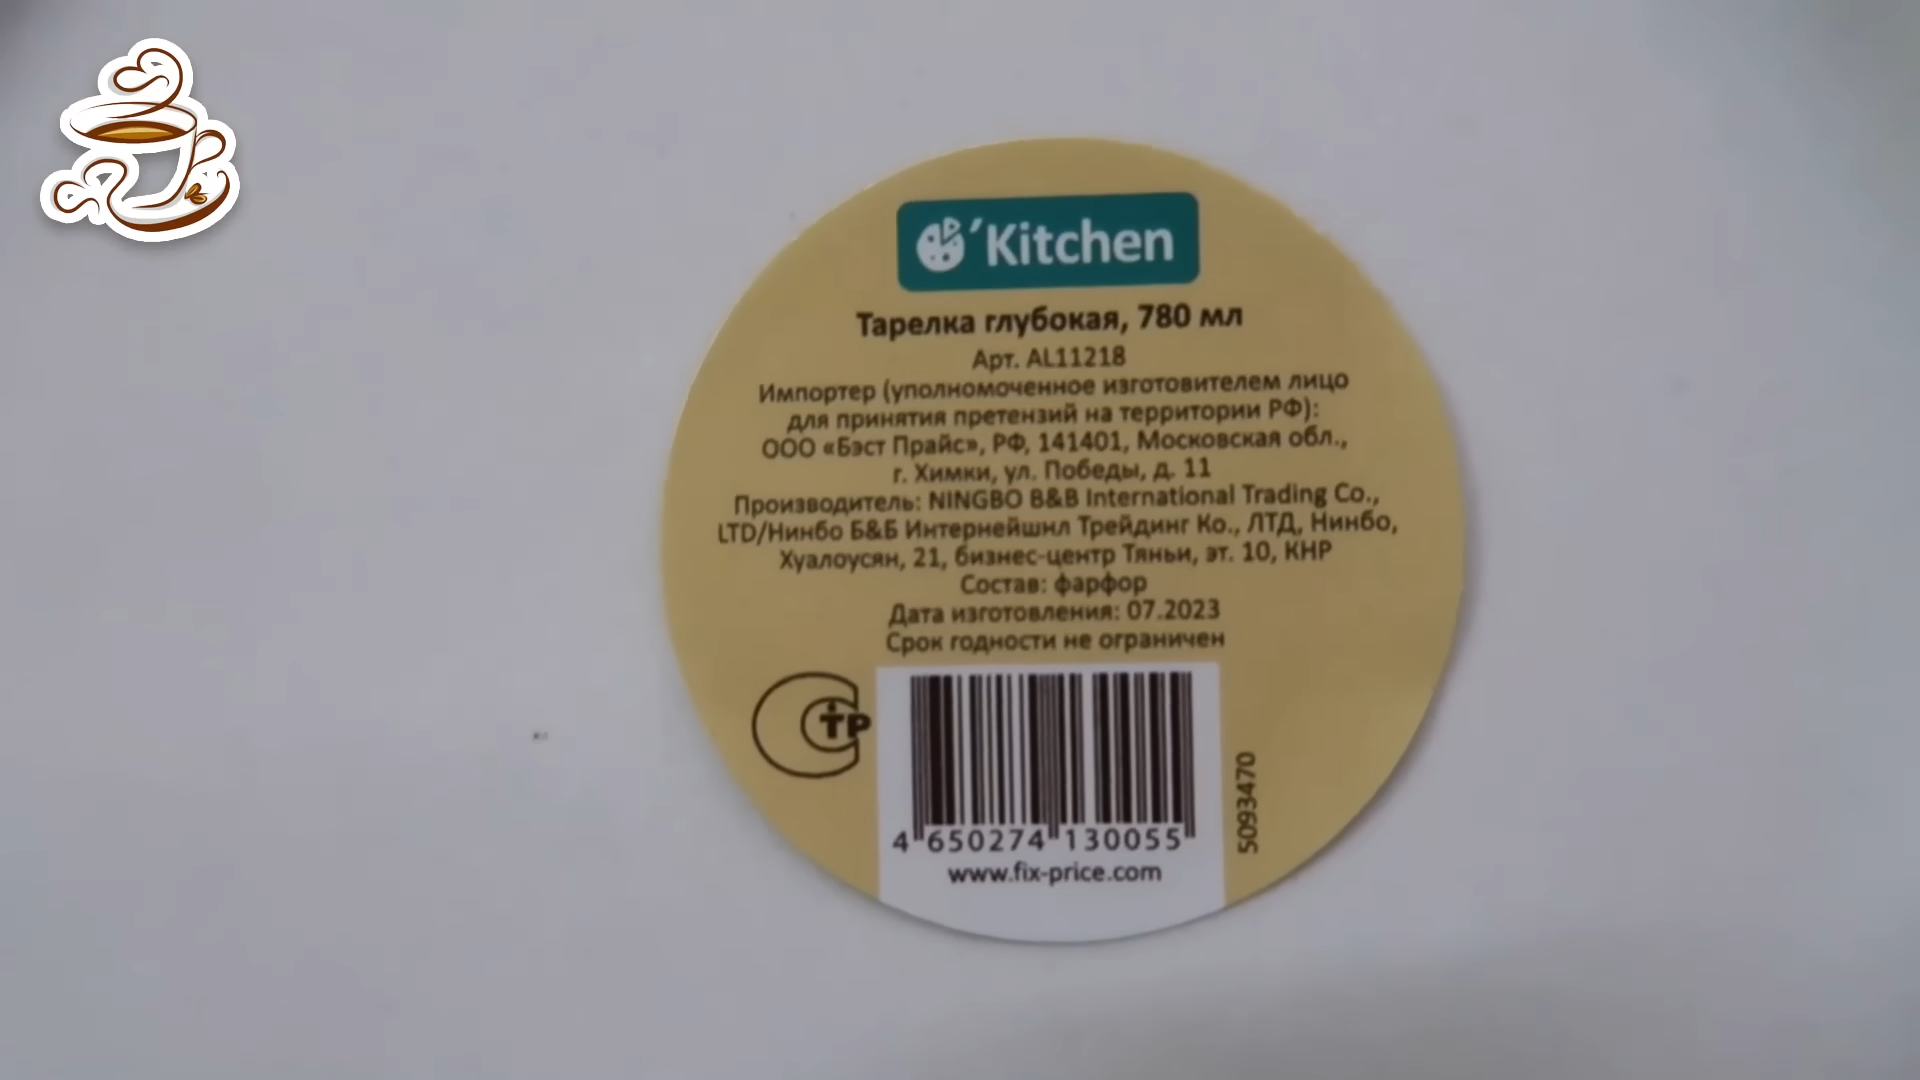 'Kitchen
Тарелка глубокая, 780 мл
Арт. AL11218
Импортер (уполномоченное изготовителем лицо
для принятия претензий на территории РФ):
ООО «Бэст Прайс», РФ, 141401, Московская обл.,
г. Химки, ул. Победы, д. 11
Производитель: NINGBO B&B International Trading Co.,
LTD/Нинбо Б&Б Интернейшнл Трейдинг Ко., ЛТД, Нинбо,
Хуалоусян, 21, бизнес-центр Тяньи, эт. 10, КНР
Состав: фарфор
Дата изготовления: 07.2023
Срок годности не ограничен
СТР
4 650274 130055
www.fix-price.com
5093470